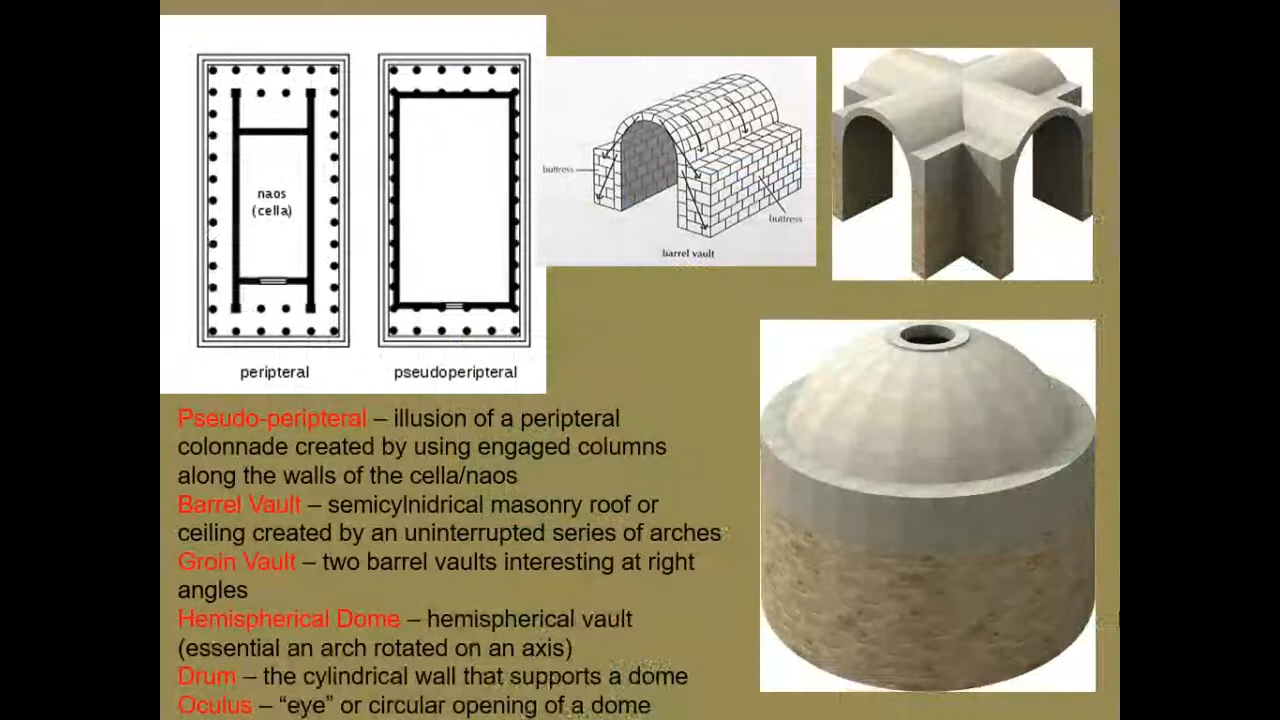 naos
(cella)
peripteral
pseudoperipteral
buttress
buttress
barrel vault
Pseudo-peripteral – illusion of a peripteral
colonnade created by using engaged columns
along the walls of the cella/naos
Barrel Vault – semicylnidrical masonry roof or
ceiling created by an uninterrupted series of arches
Groin Vault – two barrel vaults interesting at right
angles
Hemispherical Dome – hemispherical vault
(essential an arch rotated on an axis)
Drum – the cylindrical wall that supports a dome
Oculus – “eye” or circular opening of a dome